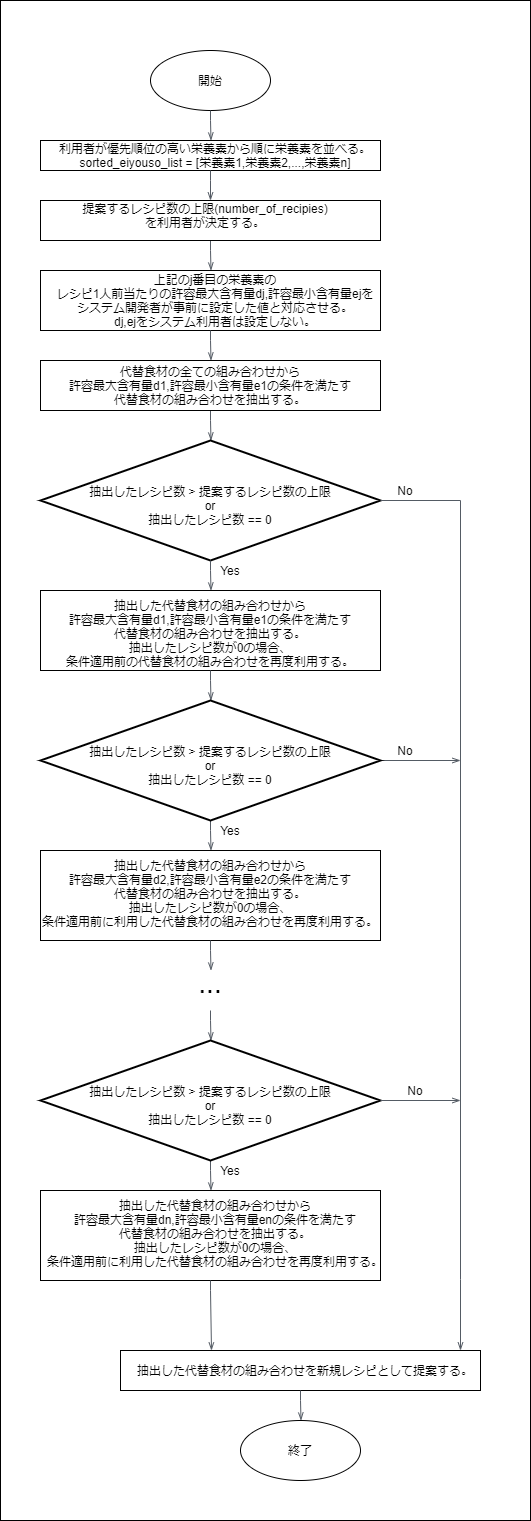 開始
利用者が優先順位の高い栄養素から順に栄養素を並べる。
sorted_eiyouso_list = [栄養素1,栄養素2,...,栄養素n]
提案するレシピ数の上限(number_of_recipies)
を利用者が決定する。
上記のj番目の栄養素の
レシピ1人前当たりの許容最大含有量dj,許容最小含有量ejを
システム開発者が事前に設定した値と対応させる。
dj,ejをシステム利用者は設定しない。
代替食材の全ての組み合わせから
許容最大含有量d1,許容最小含有量e1の条件を満たす
代替食材の組み合わせを抽出する。
抽出したレシピ数 > 提案するレシピ数の上限
or
抽出したレシピ数 == 0
No
Yes
抽出した代替食材の組み合わせから
許容最大含有量d1,許容最小含有量e1の条件を満たす
代替食材の組み合わせを抽出する。
抽出したレシピ数が0の場合、
条件適用前の代替食材の組み合わせを再度利用する。
抽出したレシピ数 > 提案するレシピ数の上限
or
抽出したレシピ数 == 0
No
Yes
抽出した代替食材の組み合わせから
許容最大含有量d2,許容最小含有量e2の条件を満たす
代替食材の組み合わせを抽出する。
抽出したレシピ数が0の場合、
条件適用前に利用した代替食材の組み合わせを再度利用する。
...
抽出したレシピ数 > 提案するレシピ数の上限
or
抽出したレシピ数 == 0
No
Yes
抽出した代替食材の組み合わせから
許容最大含有量dn,許容最小含有量enの条件を満たす
代替食材の組み合わせを抽出する。
抽出したレシピ数が0の場合、
条件適用前に利用した代替食材の組み合わせを再度利用する。
抽出した代替食材の組み合わせを新規レシピとして提案する。
終了